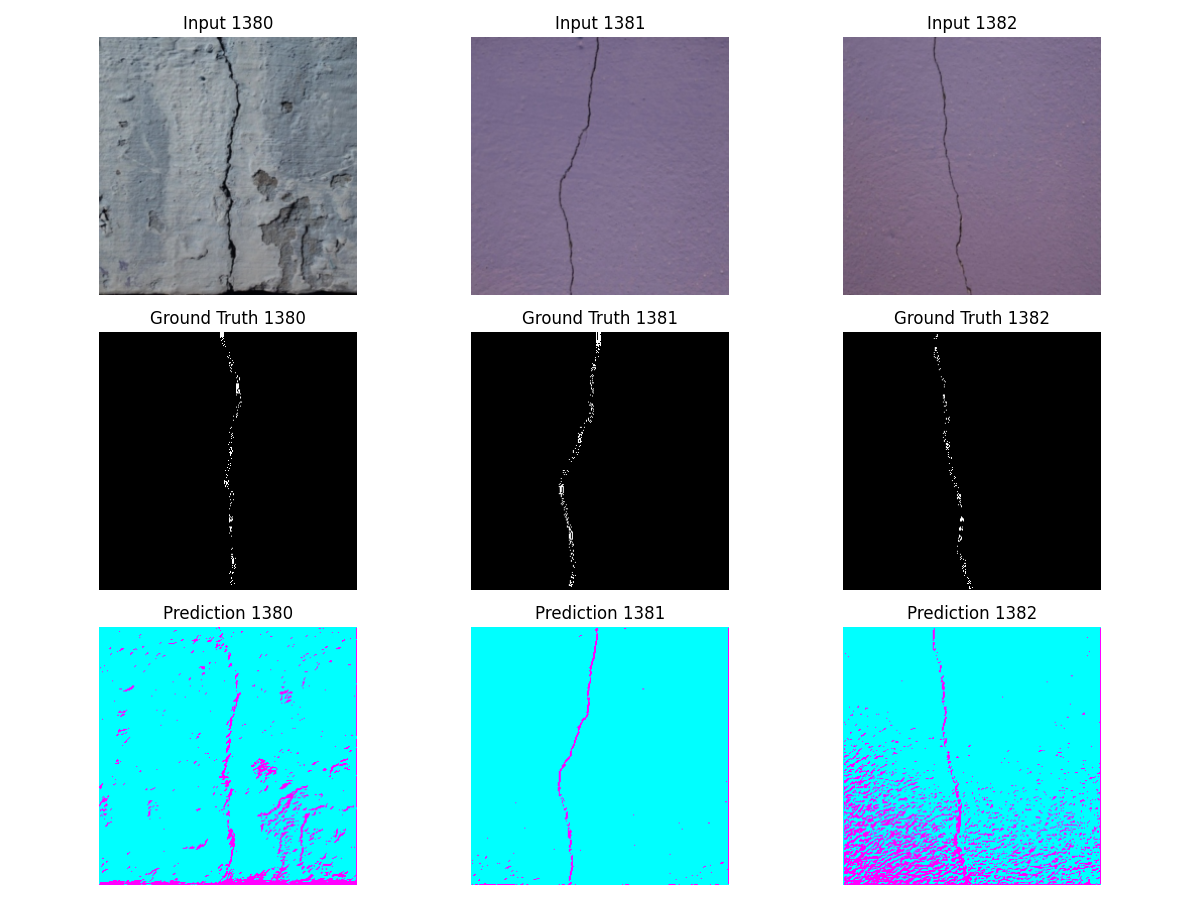 Input 1380
Input 1381
Input 1382
Ground Truth 1380
Ground Truth 1381
Ground Truth 1382
Prediction 1380
Prediction 1381
Prediction 1382